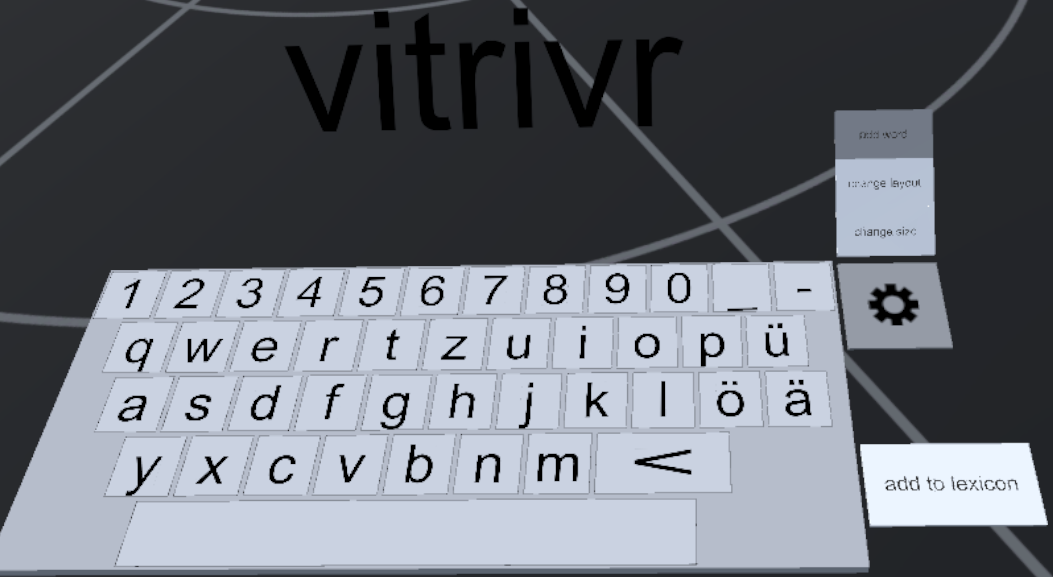 vitrivr
add word
change layout
change size
1 2 3 4 5 6 7 8 9 0 _ -
q w e r t z u i o p ü
a s d f g h j k l ö ä
y x c v b n m <
add to lexicon